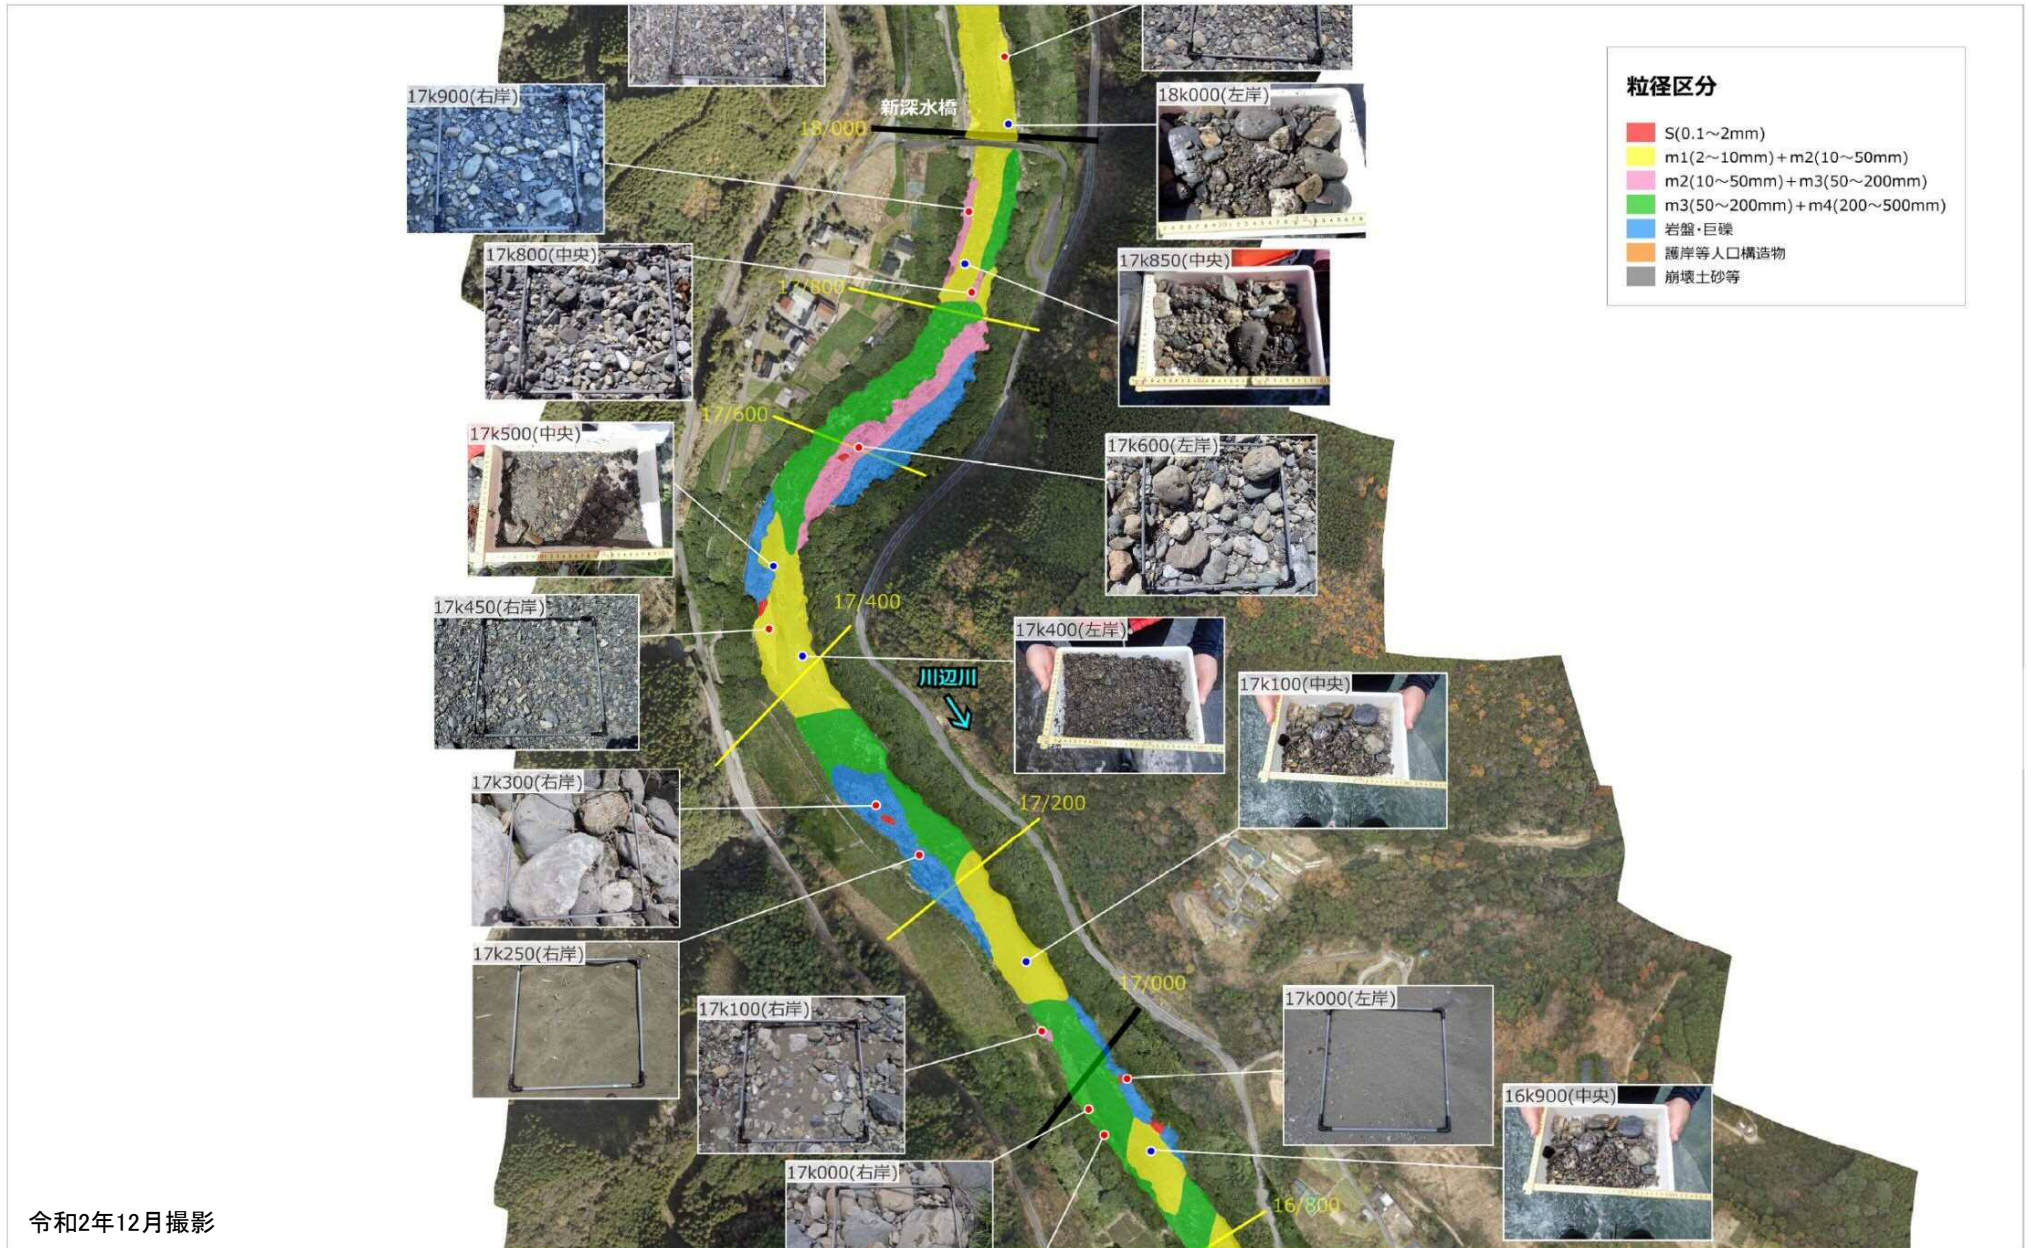 粒径区分
S(0.1～2mm)
m1(2～10mm)＋m2(10～50mm)
m2(10～50mm)＋m3(50～200mm)
m3(50～200mm)＋m4(200～500mm)
岩盤・巨礫
護岸等人口構造物
崩壊土砂等
17k900(右岸)
新深水橋
18/000
18k000(左岸)
17k800(中央)
17/800
17k850(中央)
17k500(中央)
17/600
17k600(左岸)
17k450(右岸)
17/400
17k400(左岸)
川辺川
17k100(中央)
17k300(右岸)
17/200
17k250(右岸)
17k100(右岸)
17/000
17k000(左岸)
16k900(中央)
17k000(右岸)
16/800
令和2年12月撮影